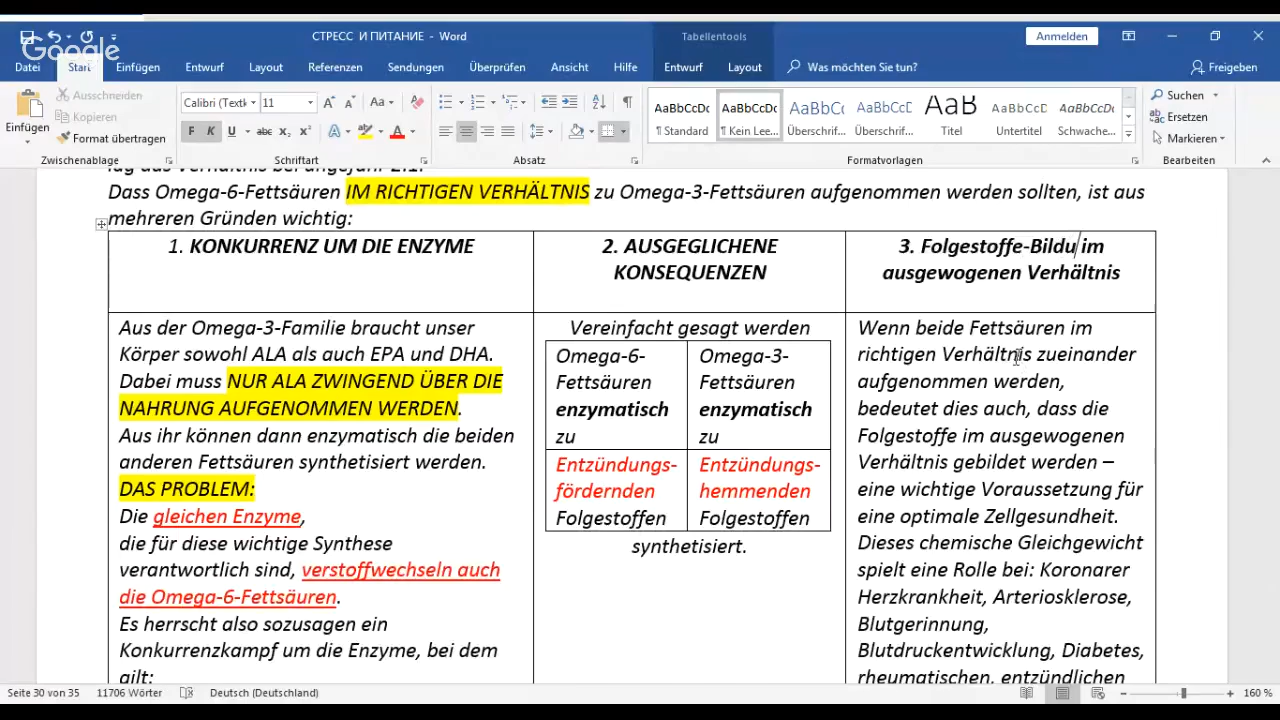 Google
СТРЕСС И ПИТАНИЕ - Word
Tabellentools
Anmelden
Datei
Start
Einfügen
Entwurf
Layout
Referenzen
Sendungen
Überprüfen
Ansicht
Hilfe
Entwurf
Layout
Was möchten Sie tun?
Freigeben
Einfügen
Ausschneiden
Kopieren
Format übertragen
Zwischenablage
Calibri (Textk
11
F K U abc x₂ x²
Schriftart
Absatz
AaBbCcDc
¶ Standard
AaBbCcDc
¶ Kein Lee...
AaBbCc
Überschrif...
AaBbCcC
Überschrif...
AaB
Titel
AaBbCcC
Untertitel
AaBbCcDc
Schwache...
Formatvorlagen
Suchen
Ersetzen
Markieren
Bearbeiten
Dass Omega-6-Fettsäuren IM RICHTIGEN VERHÄLTNIS zu Omega-3-Fettsäuren aufgenommen werden sollten, ist aus
mehreren Gründen wichtig:
1. KONKURRENZ UM DIE ENZYME
2. AUSGEGLICHENE
KONSEQUENZEN
3. Folgestoffe-Bildu im
ausgewogenen Verhältnis
Aus der Omega-3-Familie braucht unser
Körper sowohl ALA als auch EPA und DHA.
Dabei muss NUR ALA ZWINGEND ÜBER DIE
NAHRUNG AUFGENOMMEN WERDEN.
Aus ihr können dann enzymatisch die beiden
anderen Fettsäuren synthetisiert werden.
DAS PROBLEM:
Die gleichen Enzyme,
die für diese wichtige Synthese
verantwortlich sind, verstoffwechseln auch
die Omega-6-Fettsäuren.
Es herrscht also sozusagen ein
Konkurrenzkampf um die Enzyme, bei dem
gilt:
Vereinfacht gesagt werden
Omega-6-
Fettsäuren
enzymatisch
zu
Omega-3-
Fettsäuren
enzymatisch
zu
Entzündungs-
fördernden
Folgestoffen
Entzündungs-
hemmenden
Folgestoffen
synthetisiert.
Wenn beide Fettsäuren im
richtigen Verhältnis zueinander
aufgenommen werden,
bedeutet dies auch, dass die
Folgestoffe im ausgewogenen
Verhältnis gebildet werden –
eine wichtige Voraussetzung für
eine optimale Zellgesundheit.
Dieses chemische Gleichgewicht
spielt eine Rolle bei: Koronarer
Herzkrankheit, Arteriosklerose,
Blutgerinnung,
Blutdruckentwicklung, Diabetes,
rheumatischen, entzündlichen
Seite 30 von 35
11706 Wörter
Deutsch (Deutschland)
160 %